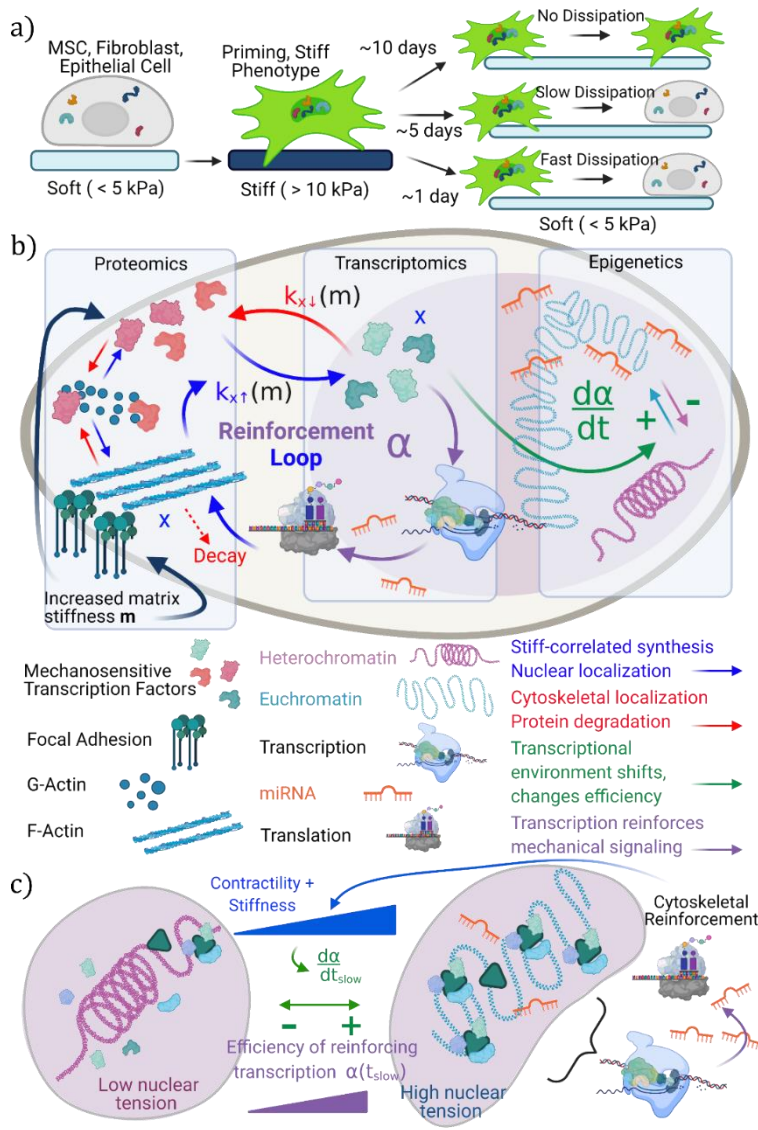 a)
MSC, Fibroblast,
Epithelial Cell
Soft ( < 5 kPa)
Priming, Stiff
Phenotype
Stiff ( > 10 kPa)
~10 days
~5 days
~1 day
No Dissipation
Slow Dissipation
Fast Dissipation
Soft ( < 5 kPa)
b)
Proteomics
Transcriptomics
Epigenetics
kx↓(m)
x
kx↑(m)
Reinforcement
Loop
α
dα
dt
+
-
x
Decay
Increased matrix
stiffness m
Mechanosensitive
Transcription Factors
Focal Adhesion
G-Actin
F-Actin
Heterochromatin
Euchromatin
Transcription
miRNA
Translation
Stiff-correlated synthesis
Nuclear localization
Cytoskeletal localization
Protein degradation
Transcriptional
environment shifts,
changes efficiency
Transcription reinforces
mechanical signaling
c)
Contractility +
Stiffness
dα
dtslow
- +
Efficiency of reinforcing
transcription α(tslow)
Low nuclear
tension
High nuclear
tension
Cytoskeletal
Reinforcement